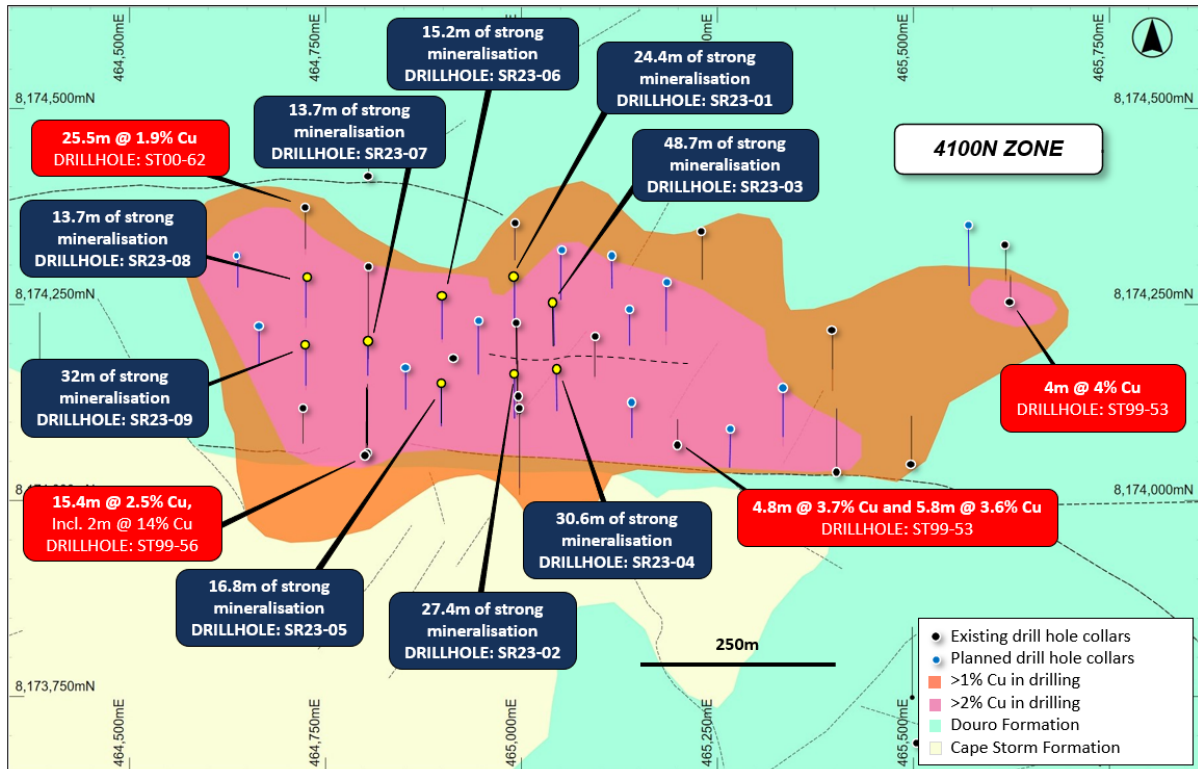 464,500mE
464,750mE
0mE
465,500mE
465,750mE
8,174,500mN
8,174,500mN
15.2m of strong
mineralisation
DRILLHOLE: SR23-06
24.4m of strong
mineralisation
DRILLHOLE: SR23-01
13.7m of strong
mineralisation
DRILLHOLE: SR23-07
48.7m of strong
mineralisation
DRILLHOLE: SR23-03
25.5m @ 1.9% Cu
DRILLHOLE: ST00-62
4100N ZONE
13.7m of strong
mineralisation
DRILLHOLE: SR23-08
8,174,250mN
8,174,250mN
32m of strong
mineralisation
DRILLHOLE: SR23-09
4m @ 4% Cu
DRILLHOLE: ST99-53
15.4m @ 2.5% Cu,
Incl. 2m @ 14% Cu
DRILLHOLE: ST99-56
4.8m @ 3.7% Cu and 5.8m @ 3.6% Cu
DRILLHOLE: ST99-53
8,174,000mN
30.6m of strong
mineralisation
DRILLHOLE: SR23-04
16.8m of strong
mineralisation
DRILLHOLE: SR23-05
27.4m of strong
mineralisation
DRILLHOLE: SR23-02
250m
8,173,750mN
Existing drill hole collars
Planned drill hole collars
>1% Cu in drilling
>2% Cu in drilling
Douro Formation
Cape Storm Formation
464,500mE
464,750mE
465,000mE
465,250mE
465,500mE
465,750mE